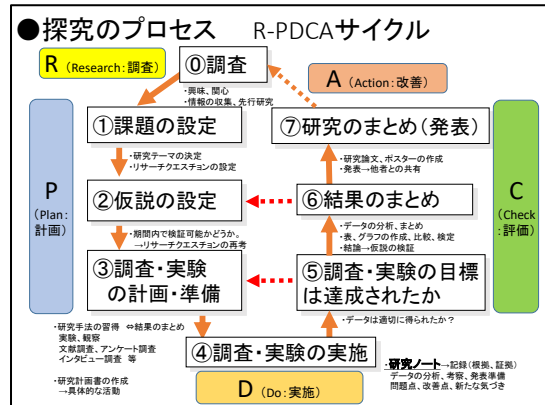 ●探究のプロセス　R-PDCAサイクル
R（Research：調査）
⓪調査
・興味、関心
・情報の収集、先行研究
A（Action：改善）
P
（Plan：
計画）
①課題の設定
・研究テーマの決定
・リサーチクエスチョンの設定
②仮説の設定
・期間内で検証可能かどうか。
→リサーチクエスチョンの再考
③調査・実験
の計画・準備
・研究手法の習得　⇔結果のまとめ
実験、観察
文献調査、アンケート調査
インタビュー調査　等
・研究計画書の作成
→具体的な活動
④調査・実験の実施
D（Do：実施）
⑦研究のまとめ（発表）
・研究論文、ポスターの作成
・発表→他者との共有
⑥結果のまとめ
・データの分析、まとめ
・表、グラフの作成、比較、検定
・結論→仮説の検証
⑤調査・実験の目標
は達成されたか
・データは適切に得られたか？
C
（Check
：評価）
・研究ノート→記録（根拠、証拠）
データの分析、考察、発表準備
問題点、改善点、新たな気づき